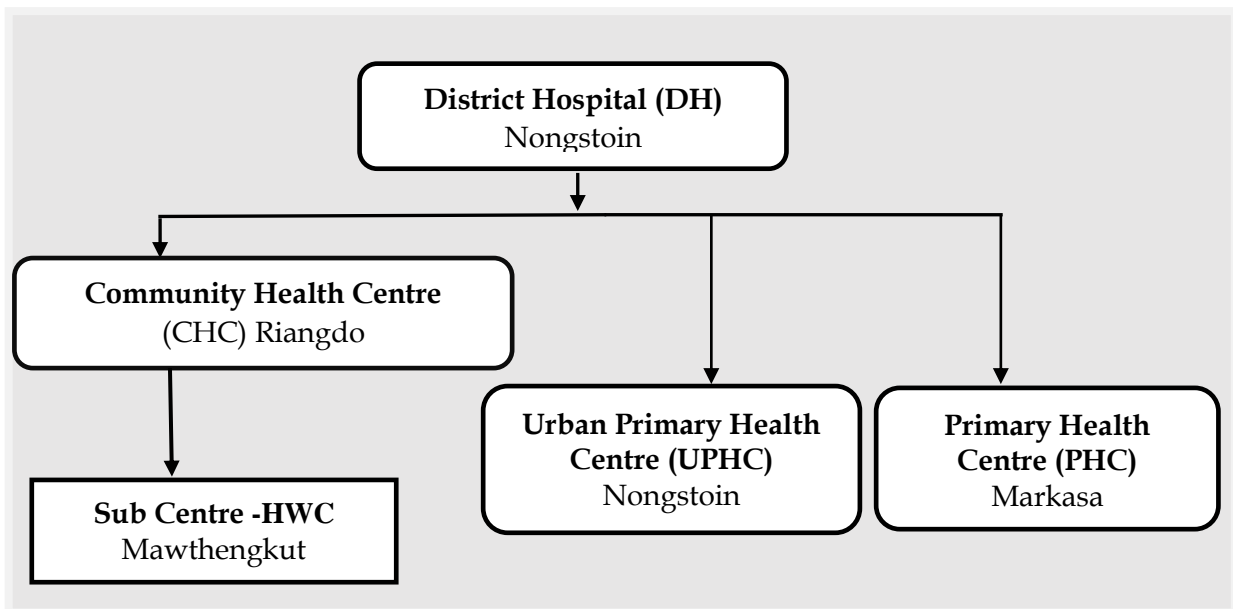 District Hospital (DH)
Nongstoin
Community Health Centre
(CHC) Riangdo
Urban Primary Health
Centre (UPHC)
Nongstoin
Primary Health
Centre (PHC)
Markasa
Sub Centre -HWC
Mawthengkut